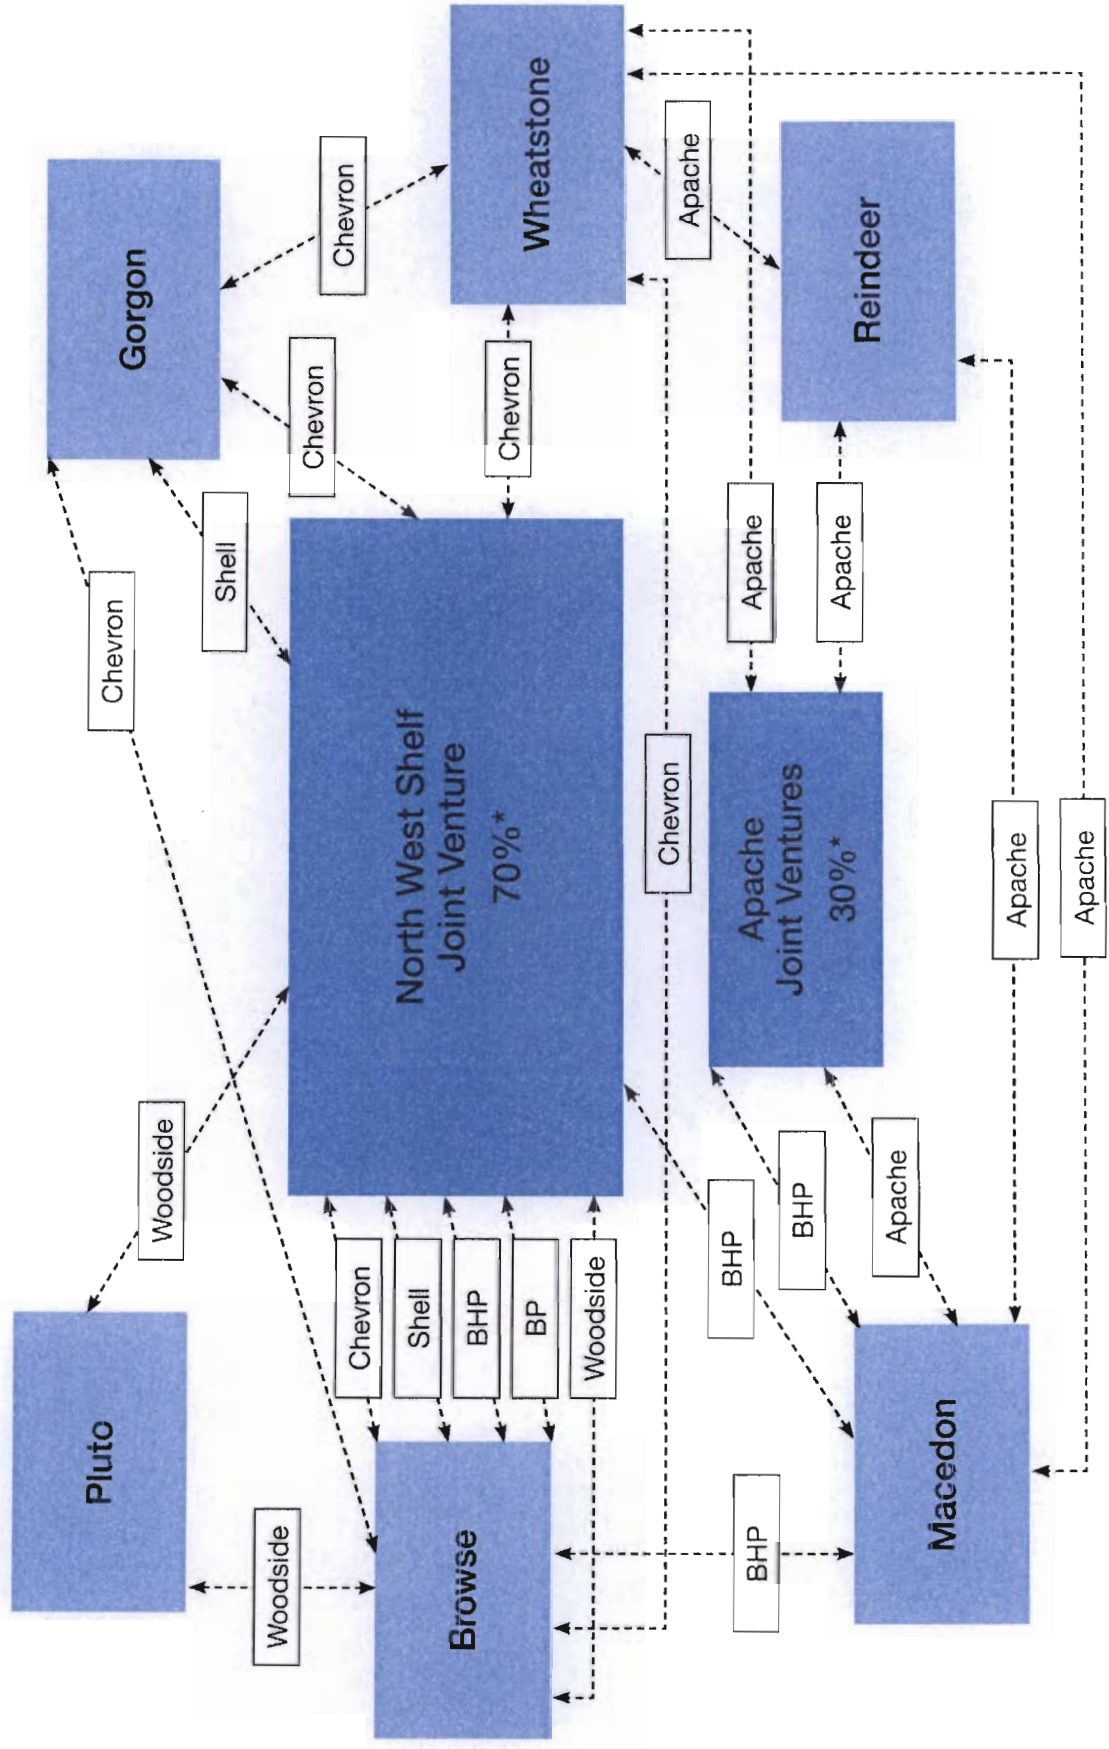 Pluto
Chevron
Gorgon
Woodside
Shell
Woodside
Chevron
Chevron
Chevron
Shell
BHP
BP
Woodside
Browse
North West Shelf
Joint Venture
70%*
Chevron
Wheatstone
Chevron
Apache
BHP
BHP
BHP
Apache
Apache
Joint Ventures
30%*
Apache
Apache
Reindeer
Macedon
Apache
Apache